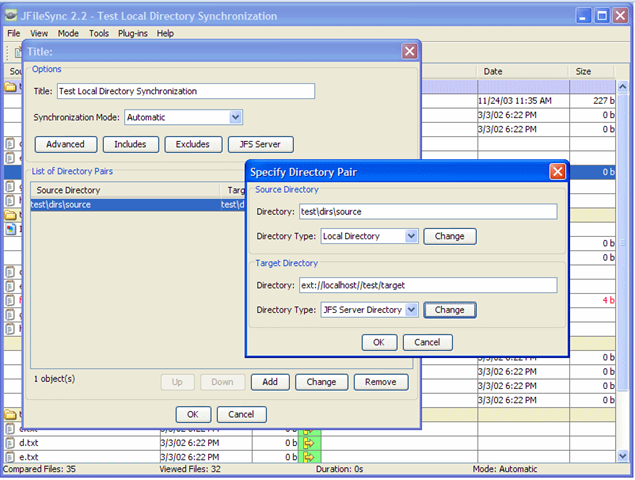 JFileSync 2.2 - Test Local Directory Synchronization
File View Mode Tools Plug-ins Help
Title:
Date Size
Options
Title: Test Local Directory Synchronization
11/24/03 11:35 AM 227 b
Synchronization Mode: Automatic
3/3/02 6:22 PM 0 b
3/3/02 6:22 PM 0 b
Advanced Includes Excludes JFS Server
List of Directory Pairs
Source Directory
test\dirs\source
0 b
Specify Directory Pair
Source Directory
Directory: test\dirs\source
Directory Type: Local Directory Change
0 b
0 b
Target Directory
Directory: ext://localhost//test/target
0 b
0 b
Directory Type: JFS Server Directory Change
4 b
OK Cancel
3/3/02 6:22 PM 0 b
3/3/02 6:22 PM 0 b
3/3/02 6:22 PM 0 b
3/3/02 6:22 PM 0 b
1 object(s) Up Down Add Change Remove
OK Cancel
d.txt 3/3/02 6:22 PM 0 b
e.txt 3/3/02 6:22 PM 0 b
Compared Files: 35 Viewed Files: 32 Duration: 0s Mode: Automatic